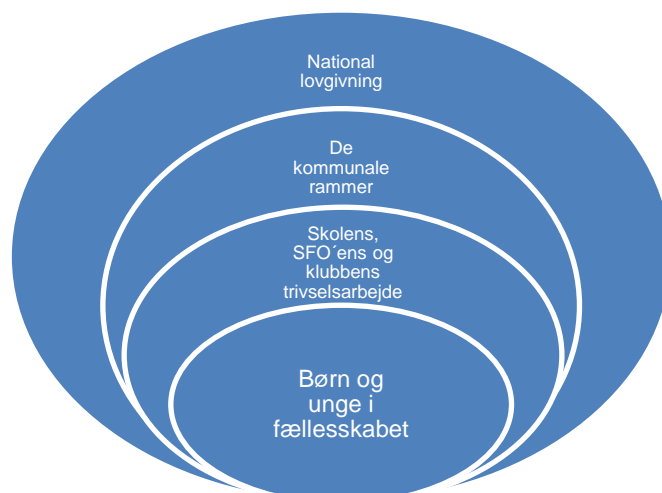 National
lovgivning
De
kommunale
rammer
Skolens,
SFO´ens og
klubbens
trivselsarbejde
Børn og
unge i
fællesskabet